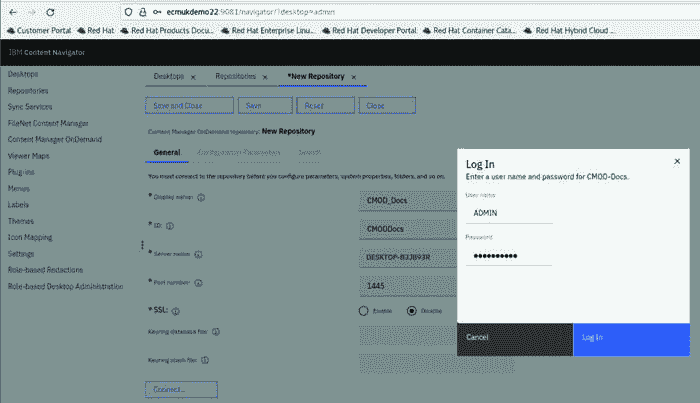 ecmukdemo22:9081/navigator/?desktop=admin
Customer Portal Red Hat Red Hat Products Docu... Red Hat Enterprise Linu... Red Hat Developer Portal Red Hat Container Cata... Red Hat Hybrid Cloud ...
IBM Content Navigator
Desktops
Repositories
Sync Services
FileNet Content Manager
Content Manager OnDemand
Viewer Maps
Plug-ins
Menus
Labels
Themes
Icon Mapping
Settings
Role-based Redactions
Role-based Desktop Administration
Desktops × Repositories × *New Repository ×
Save and Close Save Reset Close
Content Manager OnDemand repository: New Repository
General Configuration Parameters Search
You must connect to the repository before you configure parameters, system properties, folders, and so on.
* Display name: CMOD_Docs
* ID: CMODDocs
* Server name: DESKTOP-B3JB93R
* Port number: 1445
* SSL: Enable Disable
Keyring database file:
Keyring stash file:
Connect...
Log In ×
Enter a user name and password for CMOD-Docs.
User name
ADMIN
Password
••••••••••
Cancel Log In